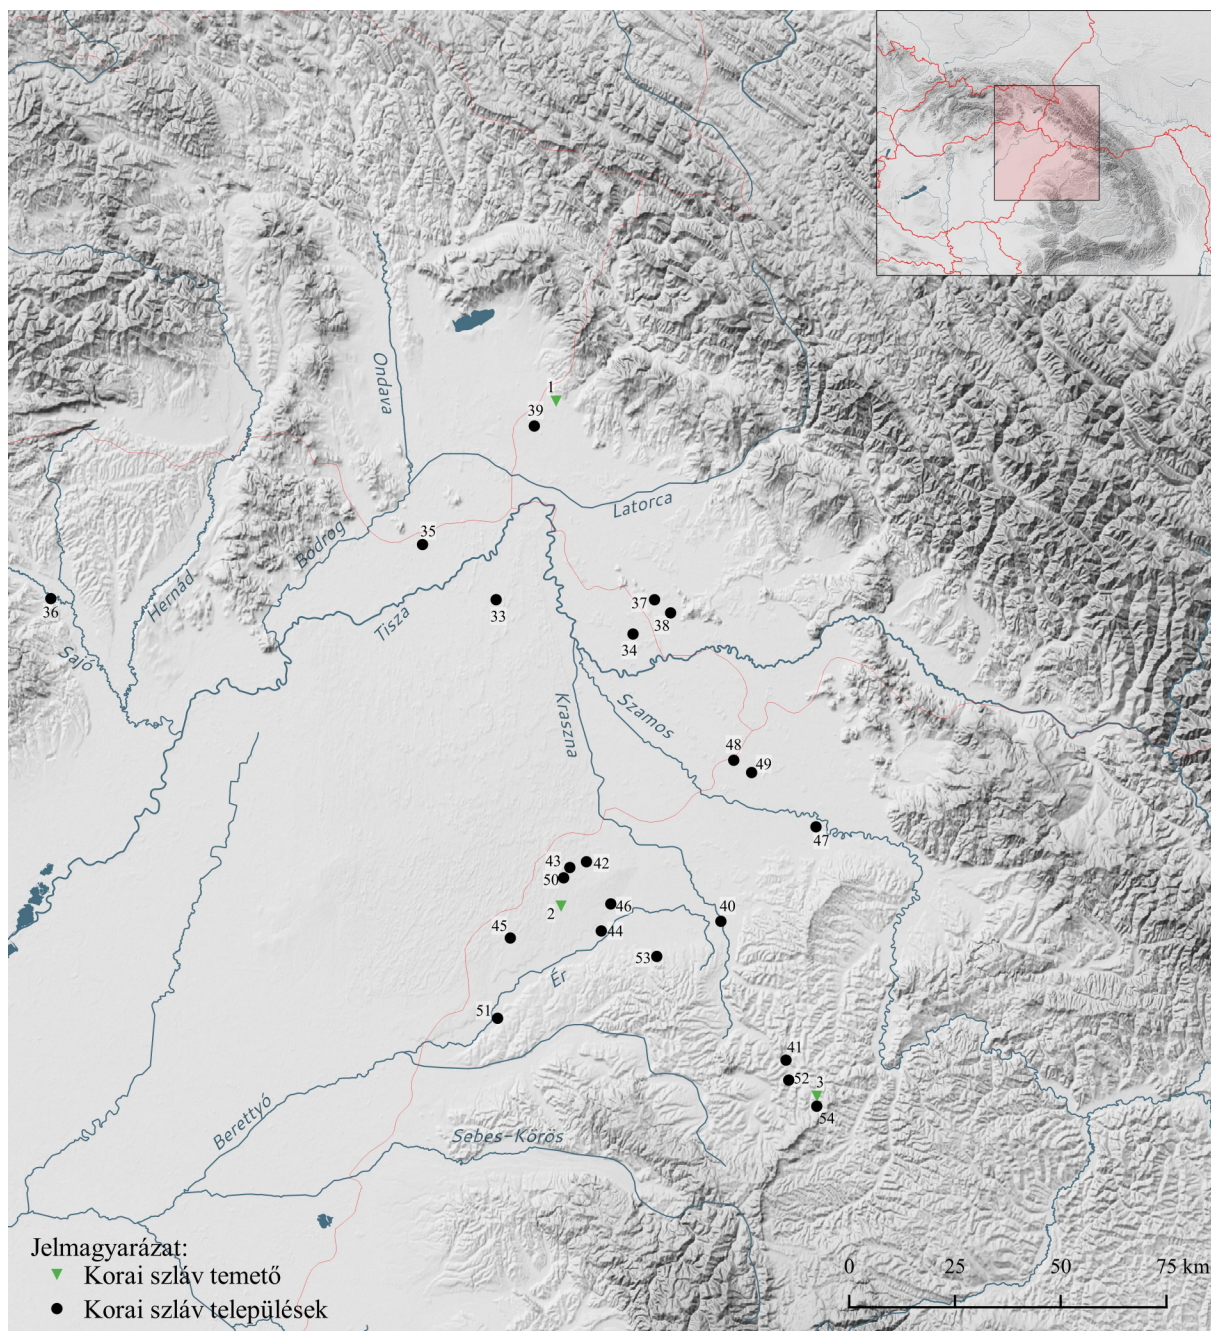 1
39
Ondava
Latorca
35
Bodrog
36
Hernád
33
37
38
Tisza
34
Sajó
Kraszna
Szamos
48
49
47
43
42
50
46
2
40
45
44
53
Ér
51
41
52
3
54
Berettyó
Sebes-Körös
Jelmagyarázat:
Korai szláv temető
Korai szláv települések
0 25 50 75 km